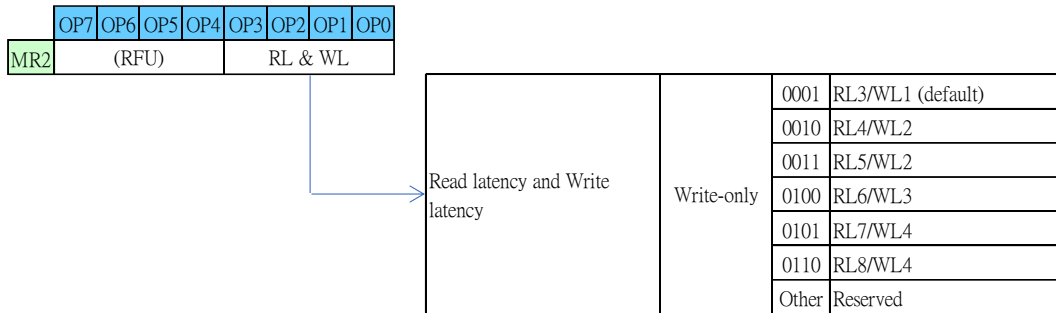 OP7 OP6 OP5 OP4 OP3 OP2 OP1 OP0
MR2 (RFU) RL & WL
0001 RL3/WL1 (default)
0010 RL4/WL2
0011 RL5/WL2
Read latency and Write
latency
Write-only
0100 RL6/WL3
0101 RL7/WL4
0110 RL8/WL4
Other Reserved